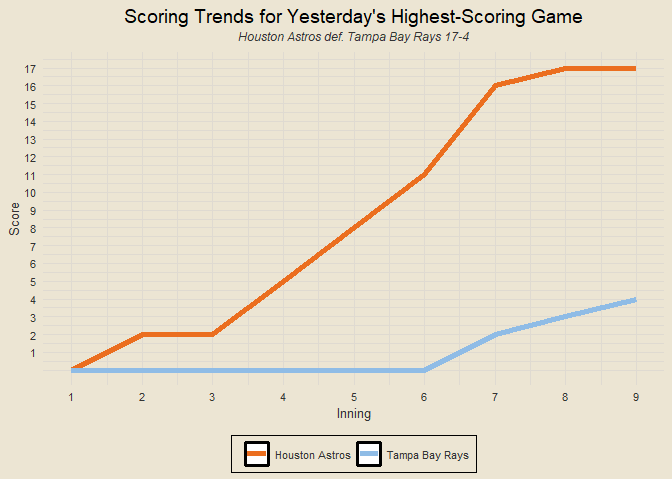 Scoring Trends for Yesterday's Highest-Scoring Game
Houston Astros def. Tampa Bay Rays 17-4
17
16
15
14
13
12
11
10
9
8
7
6
5
4
3
2
1
Score
1 2 3 4 5 6 7 8 9
Inning
Houston Astros Tampa Bay Rays